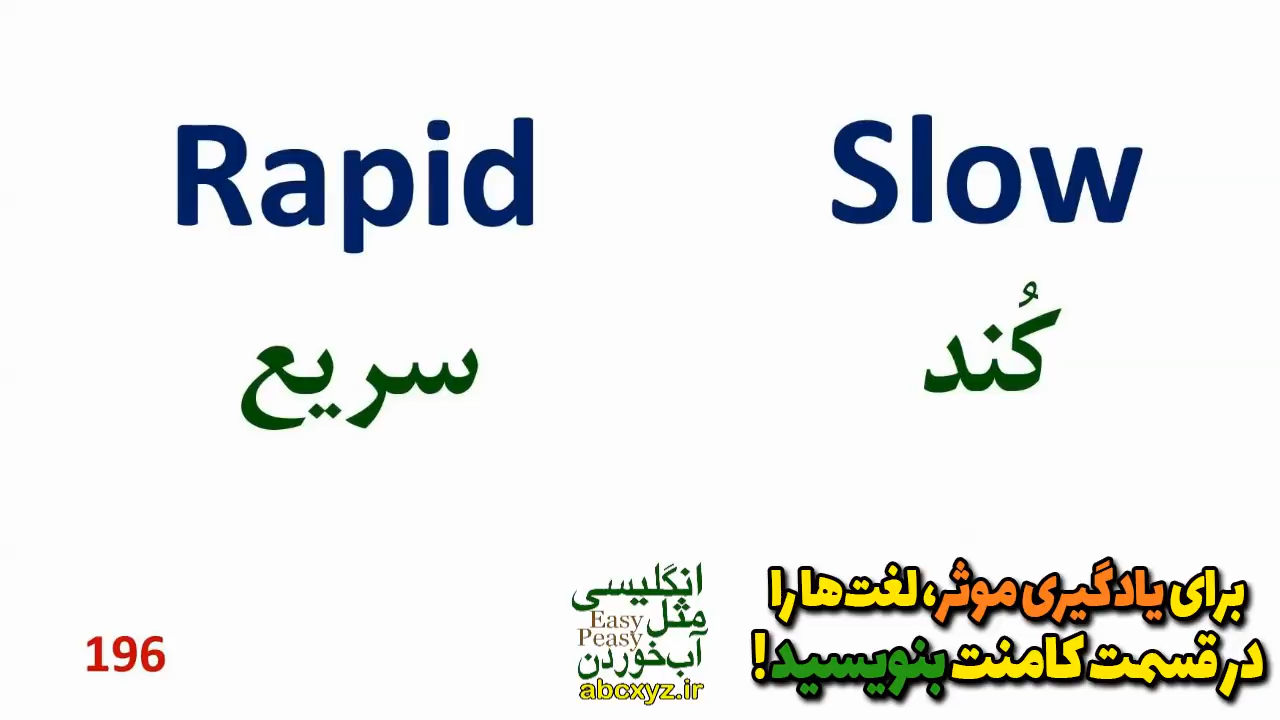 Rapid
Slow
سریع
کُند
196
انگلیسی
مثل
Easy
Peasy
آب‌خوردن
abcxyz.ir
برای یادگیری موثر، لغت‌ها را
در قسمت کامنت بنویسید!